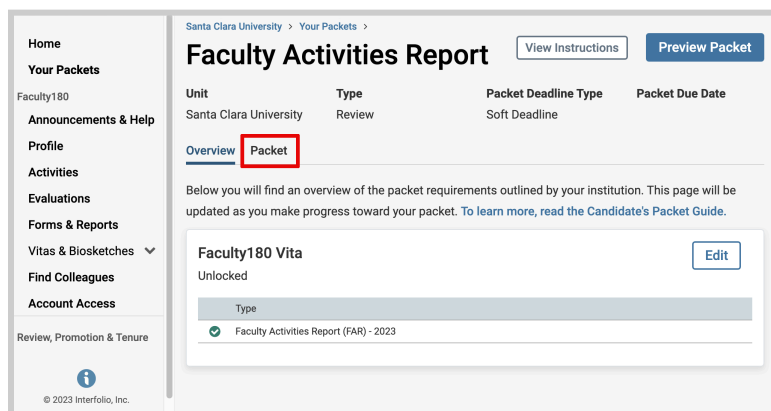 Home
Your Packets
Faculty180
Announcements & Help
Profile
Activities
Evaluations
Forms & Reports
Vitas & Biosketches
Find Colleagues
Account Access
Review, Promotion & Tenure
© 2023 Interfolio, Inc.
Santa Clara University > Your Packets >
Faculty Activities Report
View Instructions
Preview Packet
Unit Type Packet Deadline Type Packet Due Date
Santa Clara University Review Soft Deadline
Overview Packet
Below you will find an overview of the packet requirements outlined by your institution. This page will be
updated as you make progress toward your packet. To learn more, read the Candidate's Packet Guide.
Faculty180 Vita
Edit
Unlocked
Type
Faculty Activities Report (FAR) - 2023